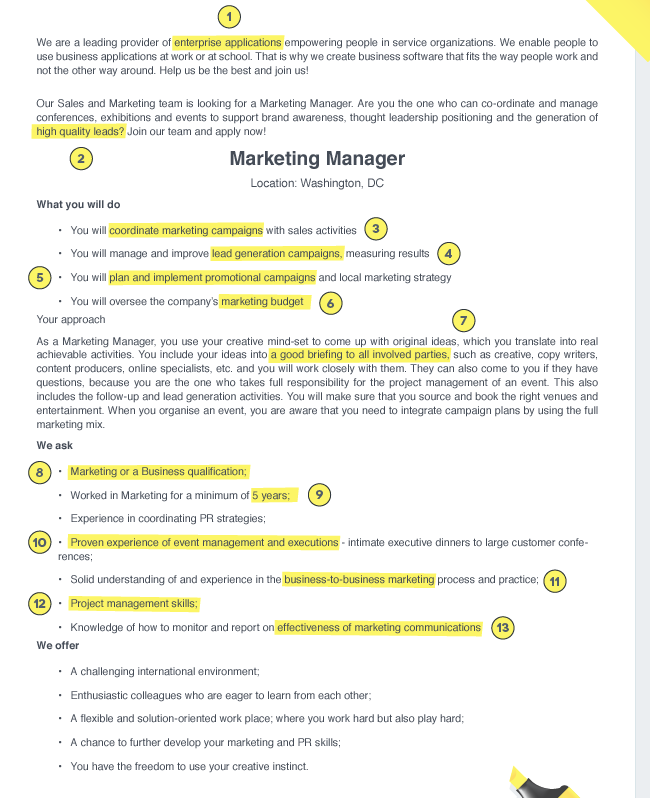 1
We are a leading provider of enterprise applications empowering people in service organizations. We enable people to
use business applications at work or at school. That is why we create business software that fits the way people work and
not the other way around. Help us be the best and join us!
Our Sales and Marketing team is looking for a Marketing Manager. Are you the one who can co-ordinate and manage
conferences, exhibitions and events to support brand awareness, thought leadership positioning and the generation of
high quality leads? Join our team and apply now!
2
Marketing Manager
Location: Washington, DC
What you will do
• You will coordinate marketing campaigns with sales activities 3
• You will manage and improve lead generation campaigns, measuring results 4
5 • You will plan and implement promotional campaigns and local marketing strategy
• You will oversee the company's marketing budget 6
Your approach 7
As a Marketing Manager, you use your creative mind-set to come up with original ideas, which you translate into real
achievable activities. You include your ideas into a good briefing to all involved parties, such as creative, copy writers,
content producers, online specialists, etc. and you will work closely with them. They can also come to you if they have
questions, because you are the one who takes full responsibility for the project management of an event. This also
includes the follow-up and lead generation activities. You will make sure that you source and book the right venues and
entertainment. When you organise an event, you are aware that you need to integrate campaign plans by using the full
marketing mix.
We ask
8 • Marketing or a Business qualification;
• Worked in Marketing for a minimum of 5 years; 9
• Experience in coordinating PR strategies;
10 • Proven experience of event management and executions - intimate executive dinners to large customer confe-
rences;
• Solid understanding of and experience in the business-to-business marketing process and practice; 11
12 • Project management skills;
• Knowledge of how to monitor and report on effectiveness of marketing communications 13
We offer
• A challenging international environment;
• Enthusiastic colleagues who are eager to learn from each other;
• A flexible and solution-oriented work place; where you work hard but also play hard;
• A chance to further develop your marketing and PR skills;
• You have the freedom to use your creative instinct.